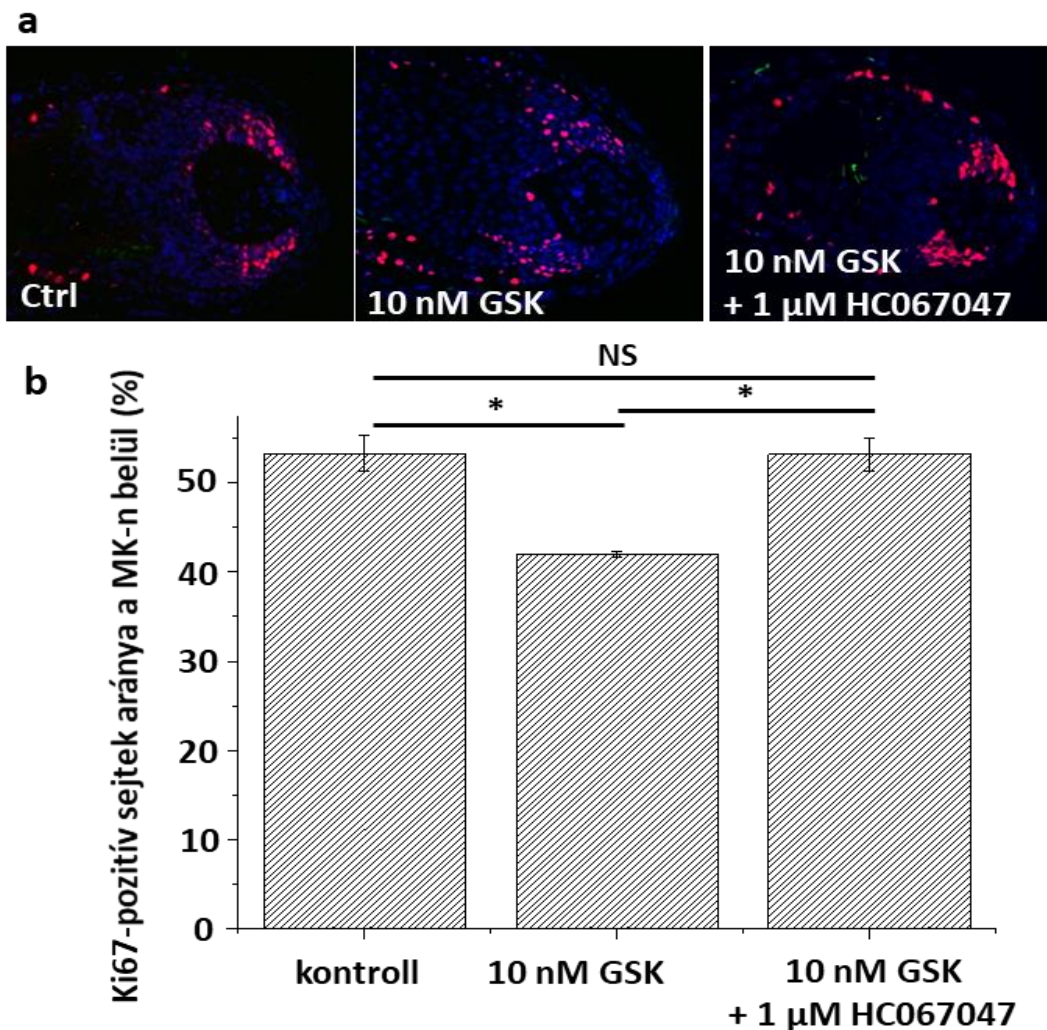 a
Ctrl
10 nM GSK
10 nM GSK
+ 1 µM HC067047
b
Ki67-pozitív sejtek aránya a MK-n belül (%)
NS
*
*
50
40
30
20
10
0
kontroll
10 nM GSK
10 nM GSK
+ 1 µM HC067047